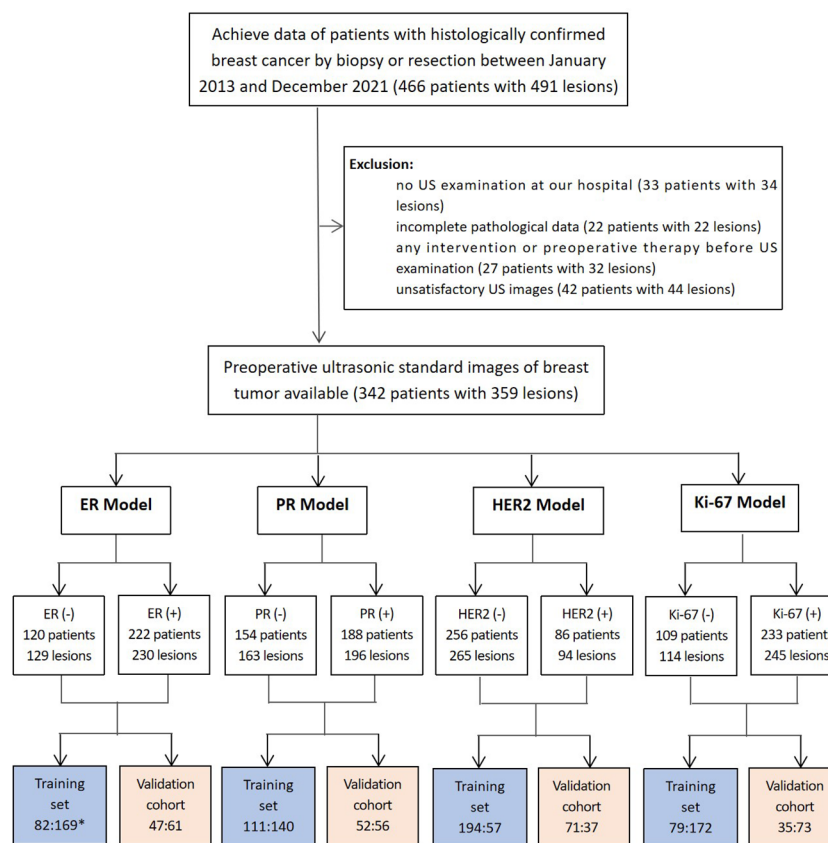 Achieve data of patients with histologically confirmed
breast cancer by biopsy or resection between January
2013 and December 2021 (466 patients with 491 lesions)
Exclusion:
no US examination at our hospital (33 patients with 34
lesions)
incomplete pathological data (22 patients with 22 lesions)
any intervention or preoperative therapy before US
examination (27 patients with 32 lesions)
unsatisfactory US images (42 patients with 44 lesions)
Preoperative ultrasonic standard images of breast
tumor available (342 patients with 359 lesions)
ER Model
PR Model
HER2 Model
Ki-67 Model
ER (-)
120 patients
129 lesions
ER (+)
222 patients
230 lesions
PR (-)
154 patients
163 lesions
PR (+)
188 patients
196 lesions
HER2 (-)
256 patients
265 lesions
HER2 (+)
86 patients
94 lesions
Ki-67 (-)
109 patients
114 lesions
Ki-67 (+)
233 patients
245 lesions
Training
set
82:169*
Validation
cohort
47:61
Training
set
111:140
Validation
cohort
52:56
Training
set
194:57
Validation
cohort
71:37
Training
set
79:172
Validation
cohort
35:73